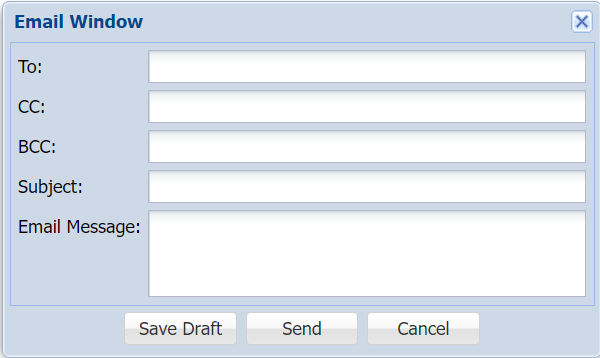 Email Window
To:
CC:
BCC:
Subject:
Email Message:
Save Draft Send Cancel